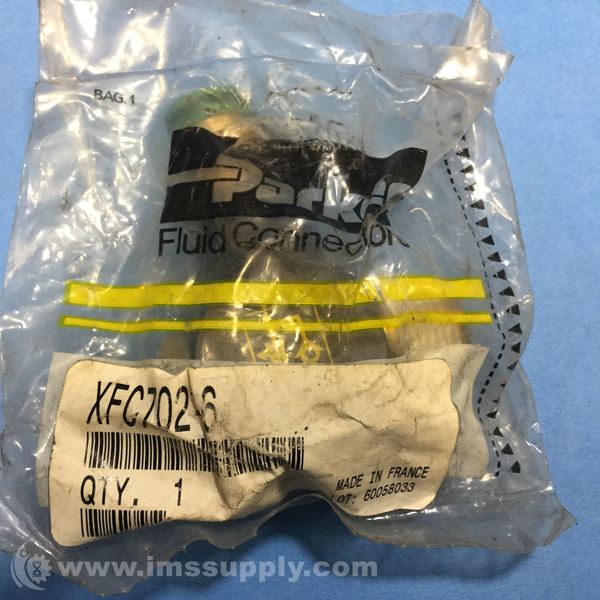 BAG.1
Parker
Fluid Connectors
XFC702-6
QTY. 1
MADE IN FRANCE
LOT: 60058033
www.imssupply.com